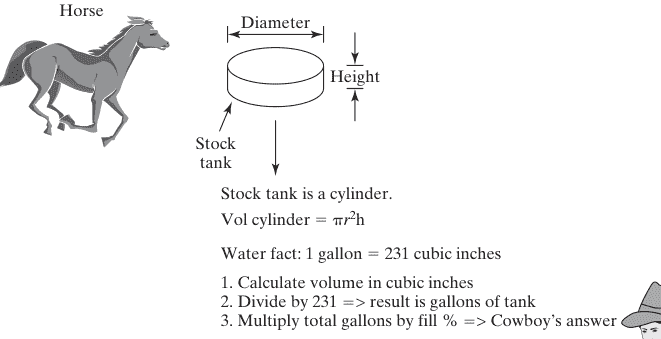 Horse
Diameter
Height
Stock
tank
Stock tank is a cylinder.
Vol cylinder = πr²h
Water fact: 1 gallon = 231 cubic inches
1. Calculate volume in cubic inches
2. Divide by 231 => result is gallons of tank
3. Multiply total gallons by fill % => Cowboy's answer